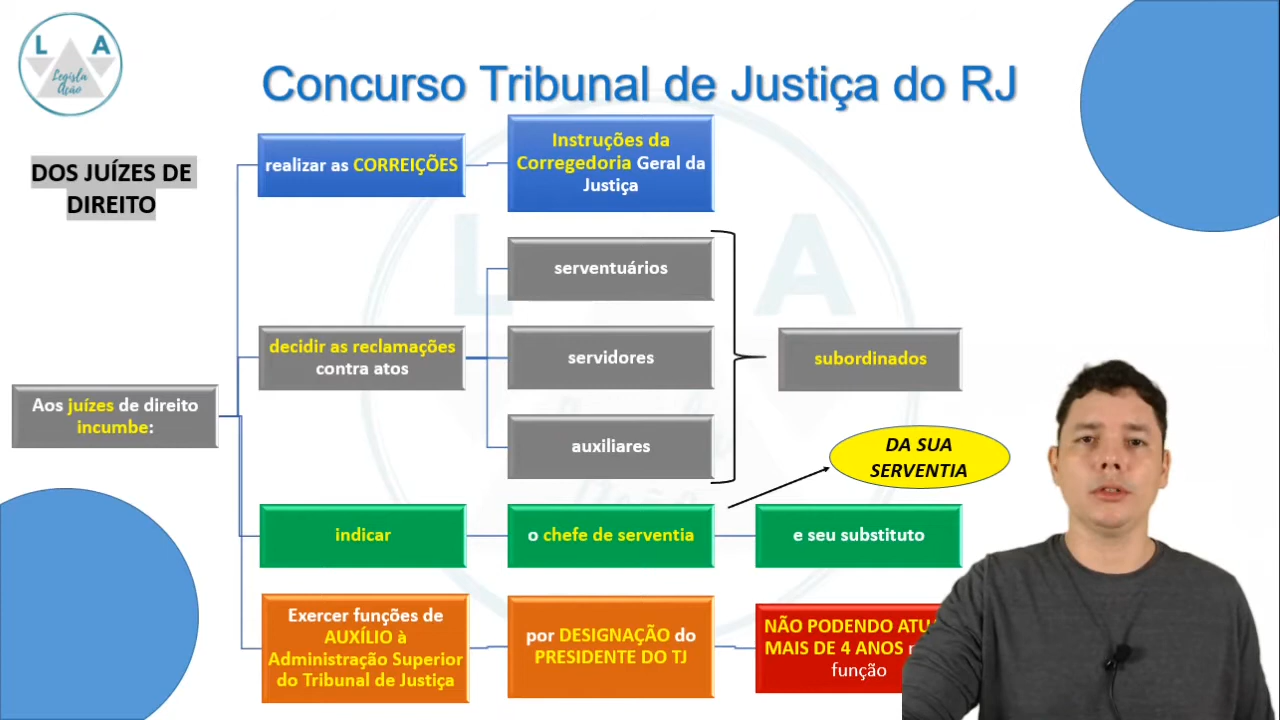 L A
Legisla
Ação
Concurso Tribunal de Justiça do RJ
DOS JUÍZES DE
DIREITO
realizar as CORREIÇÕES
Instruções da
Corregedoria Geral da
Justiça
serventuários
decidir as reclamações
contra atos
servidores
subordinados
Aos juízes de direito
incumbe:
auxiliares
DA SUA
SERVENTIA
indicar
o chefe de serventia
e seu substituto
Exercer funções de
AUXÍLIO à
Administração Superior
do Tribunal de Justiça
por DESIGNAÇÃO do
PRESIDENTE DO TJ
NÃO PODENDO
MAIS DE 4 ANOS
função